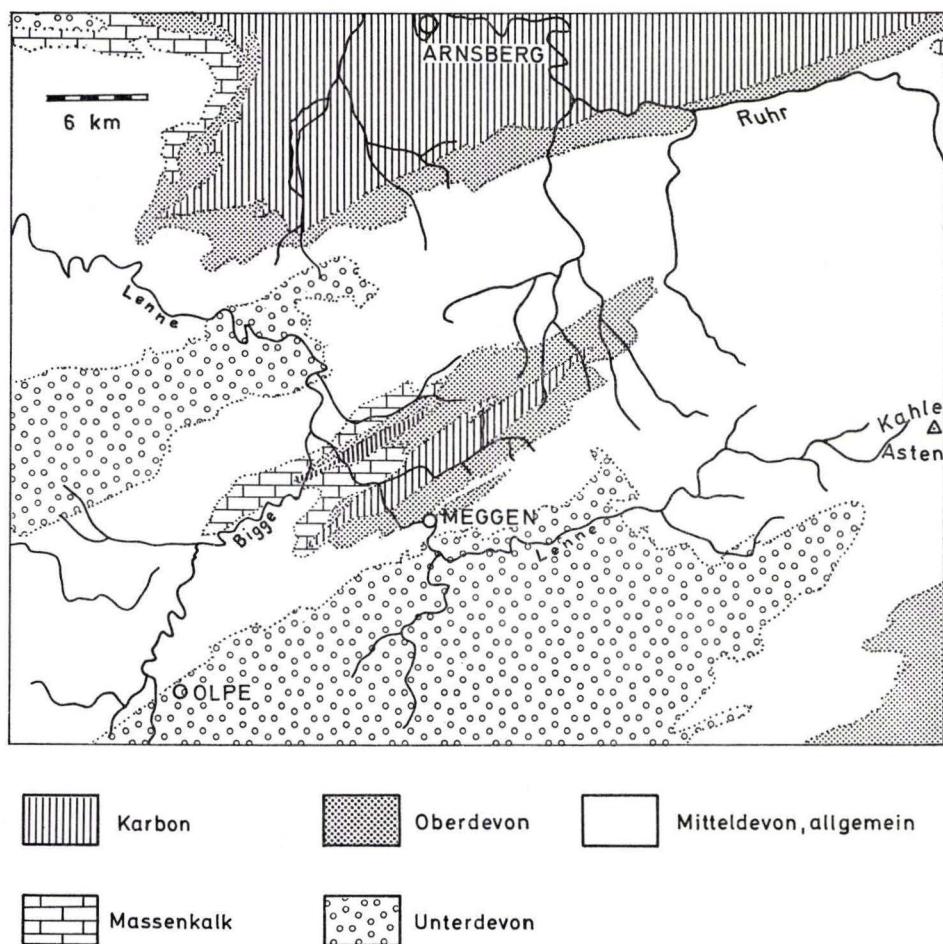 ARNSBERG
6 km
Ruhr
Lenne
Kahle
Asten
MEGGEN
Bigge
Lenne
OLPE
Karbon
Oberdevon
Mitteldevon, allgemein
Massenkalk
Unterdevon